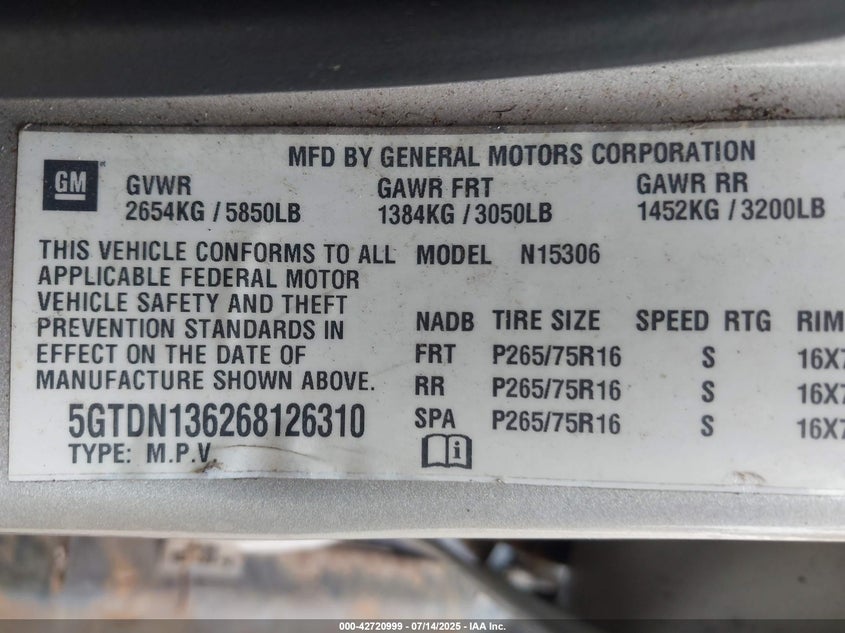 MFD BY GENERAL MOTORS CORPORATION
GM
GVWR GAWR FRT GAWR RR
2654KG / 5850LB 1384KG / 3050LB 1452KG / 3200LB
THIS VEHICLE CONFORMS TO ALL
APPLICABLE FEDERAL MOTOR
VEHICLE SAFETY AND THEFT
PREVENTION STANDARDS IN
EFFECT ON THE DATE OF
MANUFACTURE SHOWN ABOVE.
5GTDN136268126310
TYPE: M.P.V.
MODEL N15306
NADB TIRE SIZE SPEED RTG RIM
FRT P265/75R16 S 16X7
RR P265/75R16 S 16X7
SPA P265/75R16 S 16X7
000-42720999 - 07/14/2025 - IAA Inc.